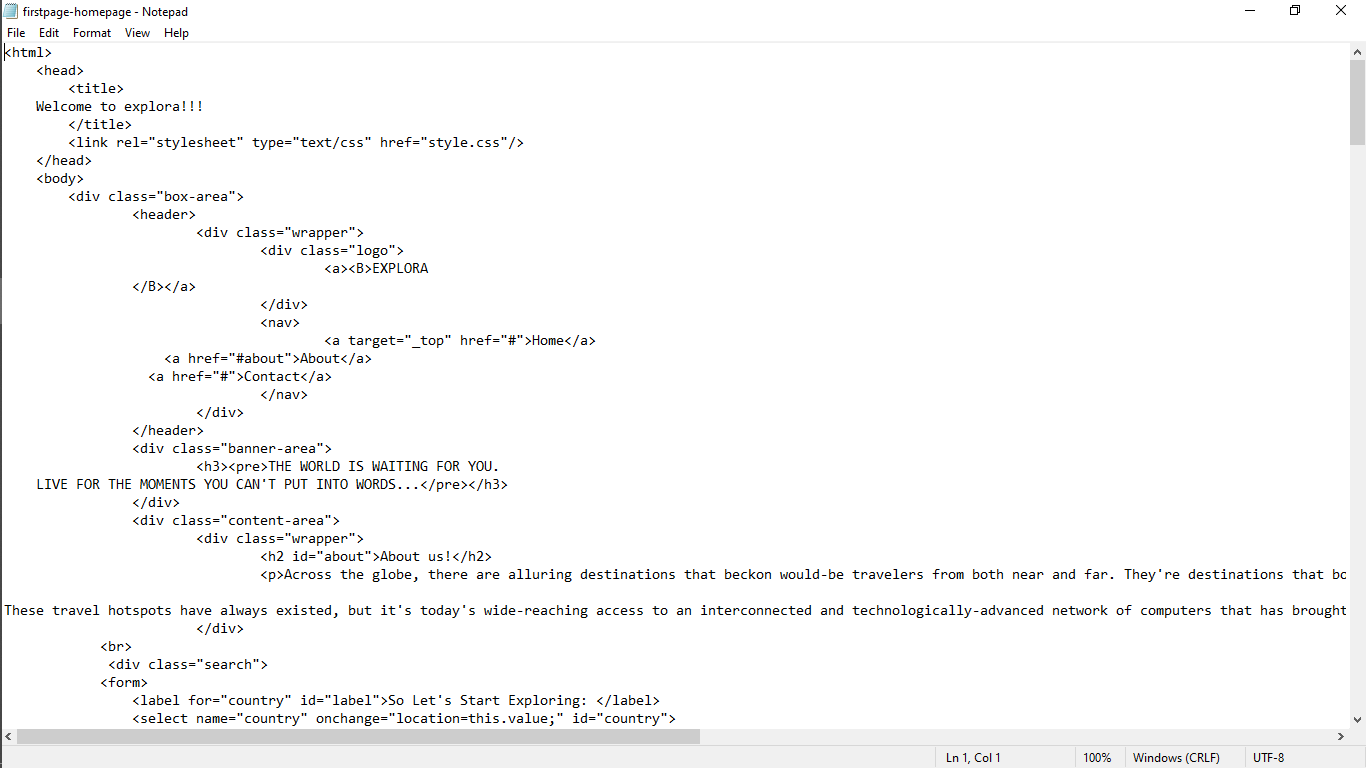 firstpage-homepage - Notepad
File Edit Format View Help
<html>
<head>
<title>
Welcome to explora!!!
</title>
<link rel="stylesheet" type="text/css" href="style.css"/>
</head>
<body>
<div class="box-area">
<header>
<div class="wrapper">
<div class="logo">
<a><B>EXPLORA
</B></a>
</div>
<nav>
<a target="_top" href="#">Home</a>
<a href="#about">About</a>
<a href="#">Contact</a>
</nav>
</div>
</header>
<div class="banner-area">
<h3><pre>THE WORLD IS WAITING FOR YOU.
LIVE FOR THE MOMENTS YOU CAN'T PUT INTO WORDS...</pre></h3>
</div>
<div class="content-area">
<div class="wrapper">
<h2 id="about">About us!</h2>
<p>Across the globe, there are alluring destinations that beckon would-be travelers from both near and far. They're destinations that
These travel hotspots have always existed, but it's today's wide-reaching access to an interconnected and technologically-advanced network of computers that has brought
</div>
<br>
<div class="search">
<form>
<label for="country" id="label">So Let's Start Exploring: </label>
<select name="country" onchange="location=this.value;" id="country">
Ln 1, Col 1 100% Windows (CRLF) UTF-8